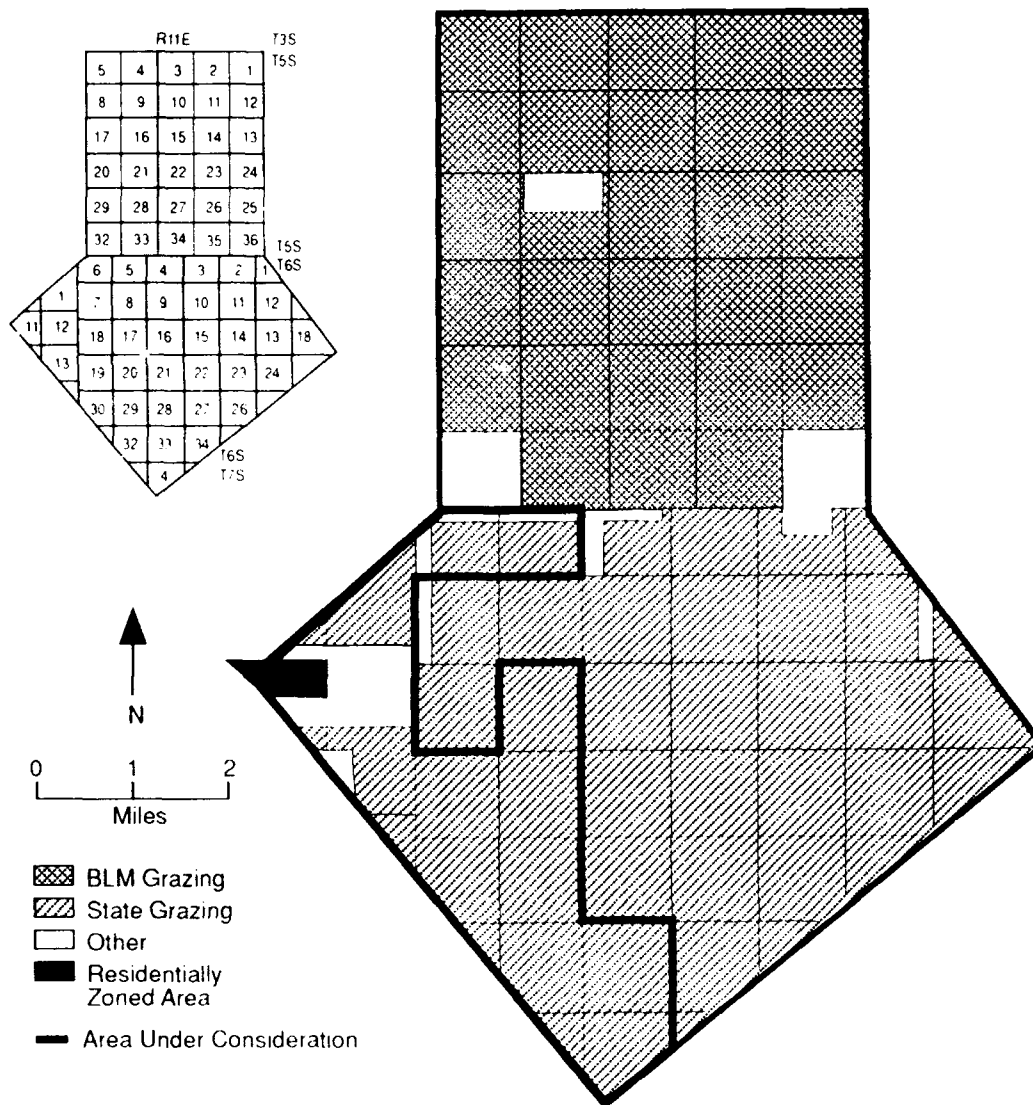 R11E T3S
T5S
5 4 3 2 1
8 9 10 11 12
17 16 15 14 13
20 21 22 23 24
29 28 27 26 25
32 33 34 35 36
T5S
T6S
6 5 4 3 2 1
1 7 8 9 10 11 12
11 12 18 17 16 15 14 13 18
13 19 20 21 22 23 24
30 29 28 27 26
32 33 34
T6S
4 T7S
N
0 1 2
Miles
BLM Grazing
State Grazing
Other
Residentially
Zoned Area
Area Under Consideration